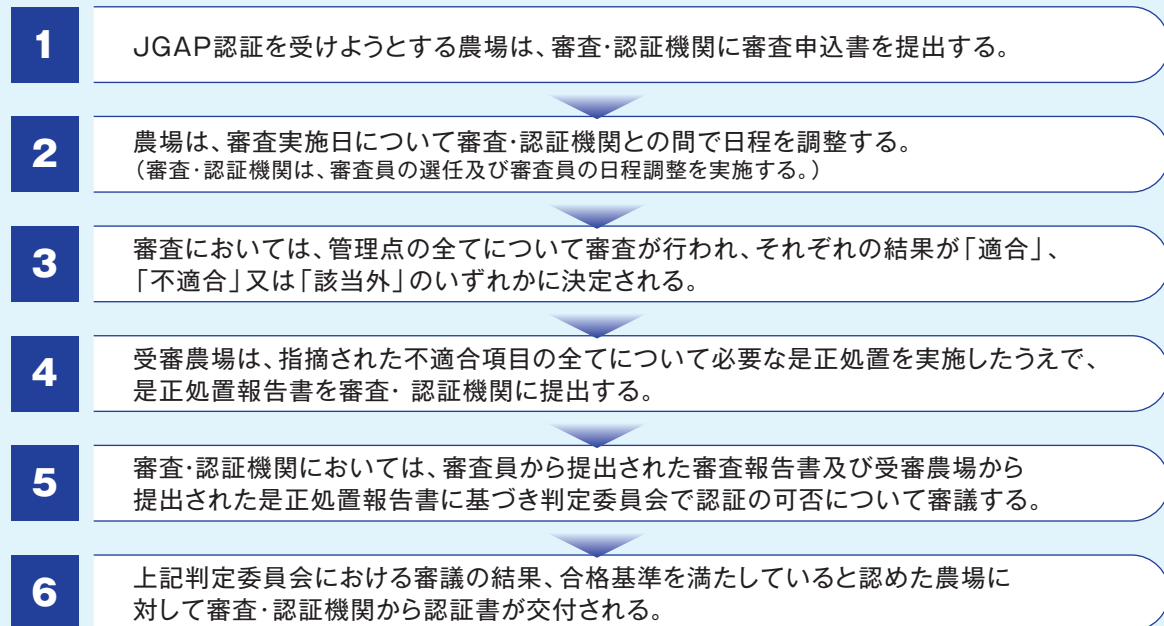 1
JGAP認証を受けようとする農場は、審査・認証機関に審査申込書を提出する。
2
農場は、審査実施日について審査・認証機関との間で日程を調整する。
（審査・認証機関は、審査員の選任及び審査員の日程調整を実施する。）
3
審査においては、管理点の全てについて審査が行われ、それぞれの結果が「適合」、
「不適合」又は「該当外」のいずれかに決定される。
4
受審農場は、指摘された不適合項目の全てについて必要な是正処置を実施したうえで、
是正処置報告書を審査・ 認証機関に提出する。
5
審査・認証機関においては、審査員から提出された審査報告書及び受審農場から
提出された是正処置報告書に基づき判定委員会で認証の可否について審議する。
6
上記判定委員会における審議の結果、合格基準を満たしていると認めた農場に
対して審査・認証機関から認証書が交付される。